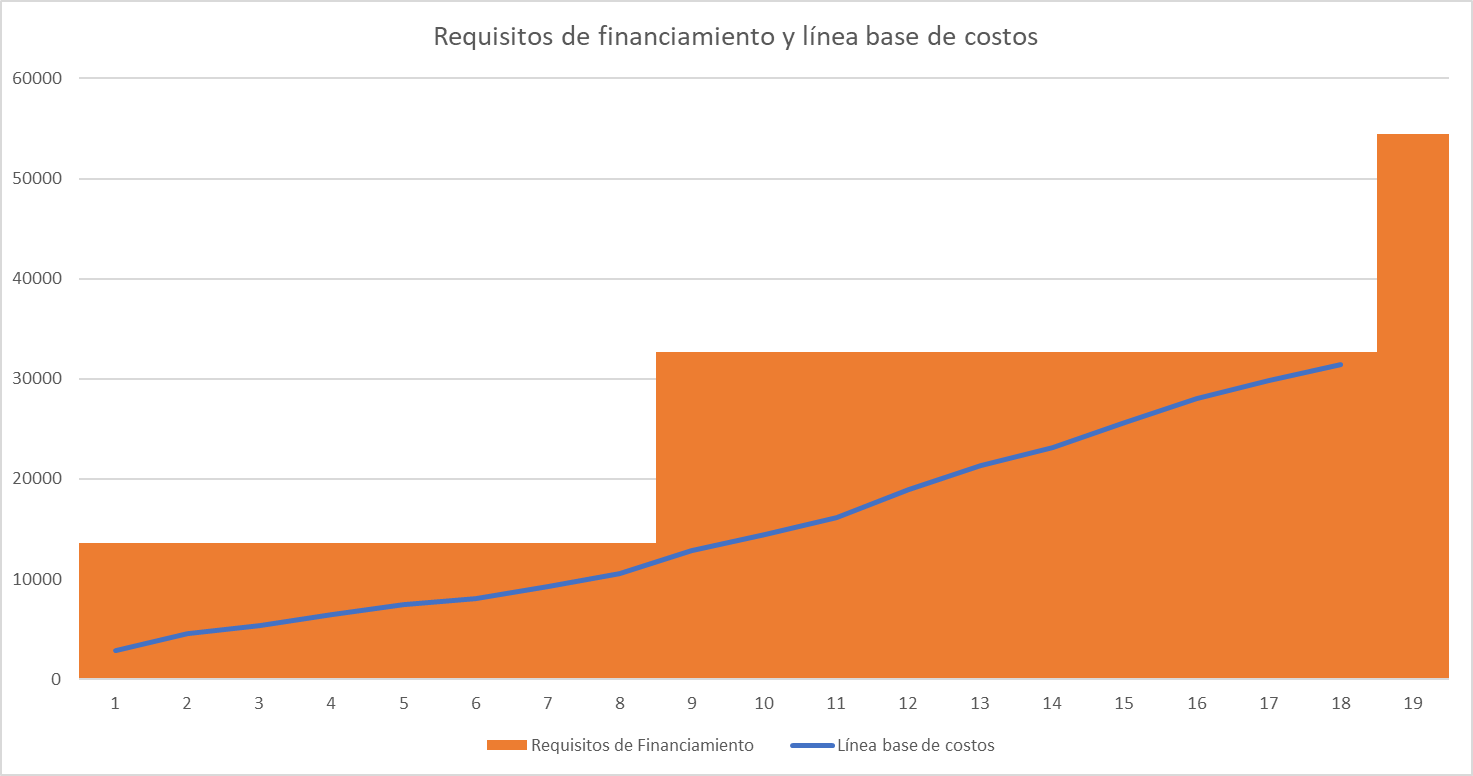 Requisitos de financiamiento y línea base de costos
60000
50000
40000
30000
20000
10000
0
1 2 3 4 5 6 7 8 9 10 11 12 13 14 15 16 17 18 19
Requisitos de Financiamiento Línea base de costos